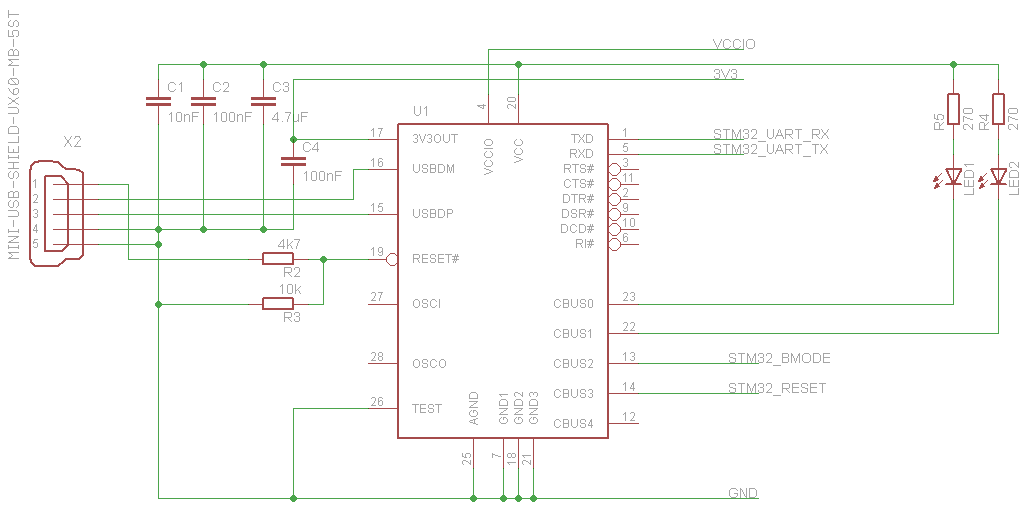 MINI-USB-SHIELD-UX60-MB-5ST
X2
1
2
3
4
5
C1
10nF
C2
100nF
C3
4.7uF
C4
100nF
4k7
R2
10k
R3
VCCIO
3V3
U1
4
20
17
3V3OUT
16
USBDM
15
USBDP
19
RESET#
27
OSCI
28
OSCO
26
TEST
VCCIO
VCC
TXD
1
STM32_UART_RX
RXD
5
STM32_UART_TX
RTS#
3
CTS#
11
DTR#
2
DSR#
9
DCD#
10
RI#
6
CBUS0
23
CBUS1
22
CBUS2
13
STM32_BMODE
CBUS3
14
STM32_RESET
CBUS4
12
AGND
GND1
GND2
GND3
25
7
18
21
GND
R5
270
R4
270
LED1
LED2